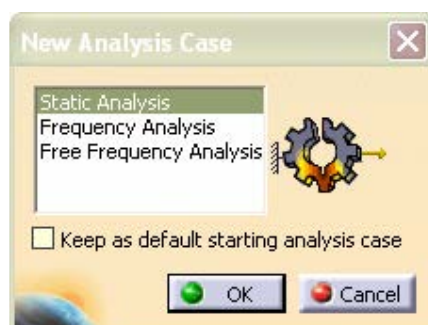 New Analysis Case
Static Analysis
Frequency Analysis
Free Frequency Analysis
Keep as default starting analysis case
OK
Cancel